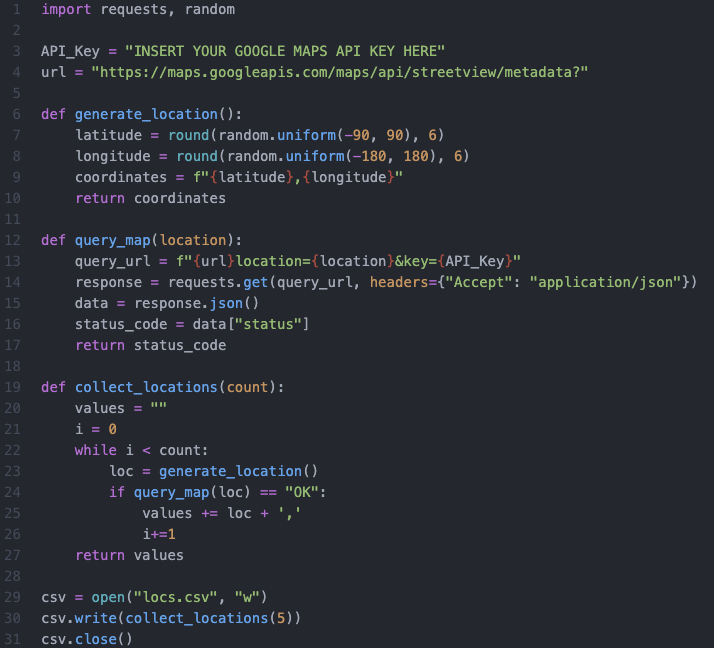 1 import requests, random
2
3 API_Key = "INSERT YOUR GOOGLE MAPS API KEY HERE"
4 url = "https://maps.googleapis.com/maps/api/streetview/metadata?"
5
6 def generate_location():
7     latitude = round(random.uniform(-90, 90), 6)
8     longitude = round(random.uniform(-180, 180), 6)
9     coordinates = f"{latitude},{longitude}"
10     return coordinates
11
12 def query_map(location):
13     query_url = f"{url}location={location}&key={API_Key}"
14     response = requests.get(query_url, headers={"Accept": "application/json"})
15     data = response.json()
16     status_code = data["status"]
17     return status_code
18
19 def collect_locations(count):
20     values = ""
21     i = 0
22     while i < count:
23         loc = generate_location()
24         if query_map(loc) == "OK":
25             values += loc + ','
26             i+=1
27     return values
28
29 csv = open("locs.csv", "w")
30 csv.write(collect_locations(5))
31 csv.close()